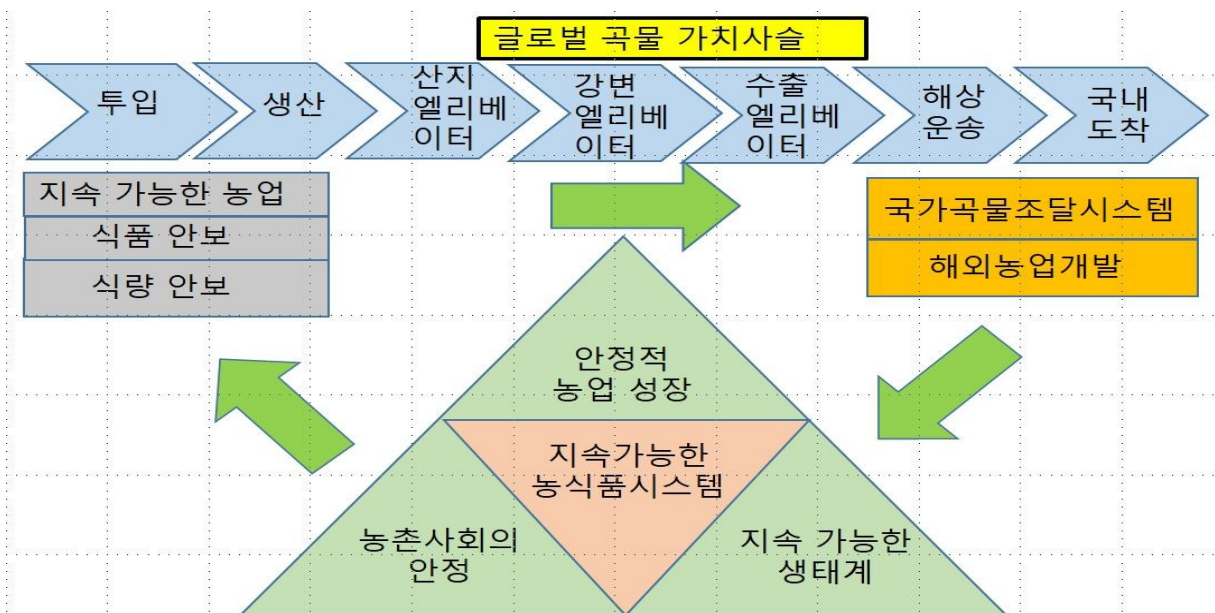 글로벌 곡물 가치사슬
투입
생산
산지
엘리베
이터
강변
엘리베
이터
수출
엘리베
이터
해상
운송
국내
도착
지속 가능한 농업
식품 안보
식량 안보
국가곡물조달시스템
해외농업개발
안정적
농업 성장
지속가능한
농식품시스템
농촌사회의
안정
지속 가능한
생태계